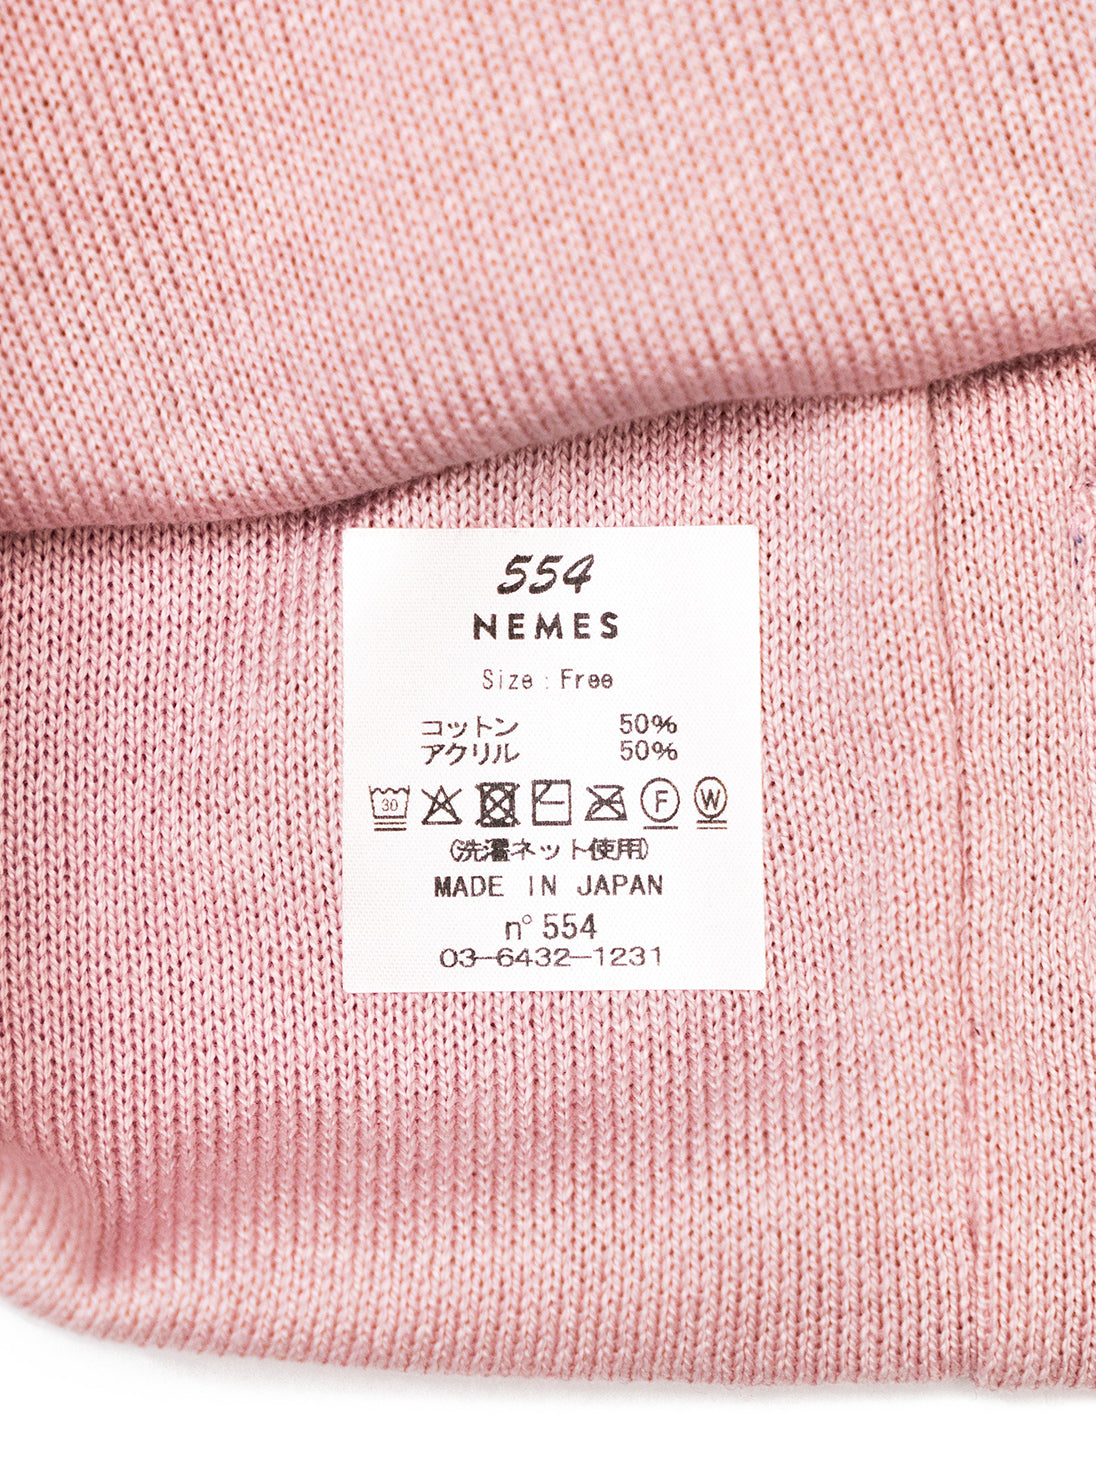 554
NEMES
Size : Free
コットン 50%
アクリル 50%
30 F W
(洗濯ネット使用)
MADE IN JAPAN
n° 554
03-6432-1231